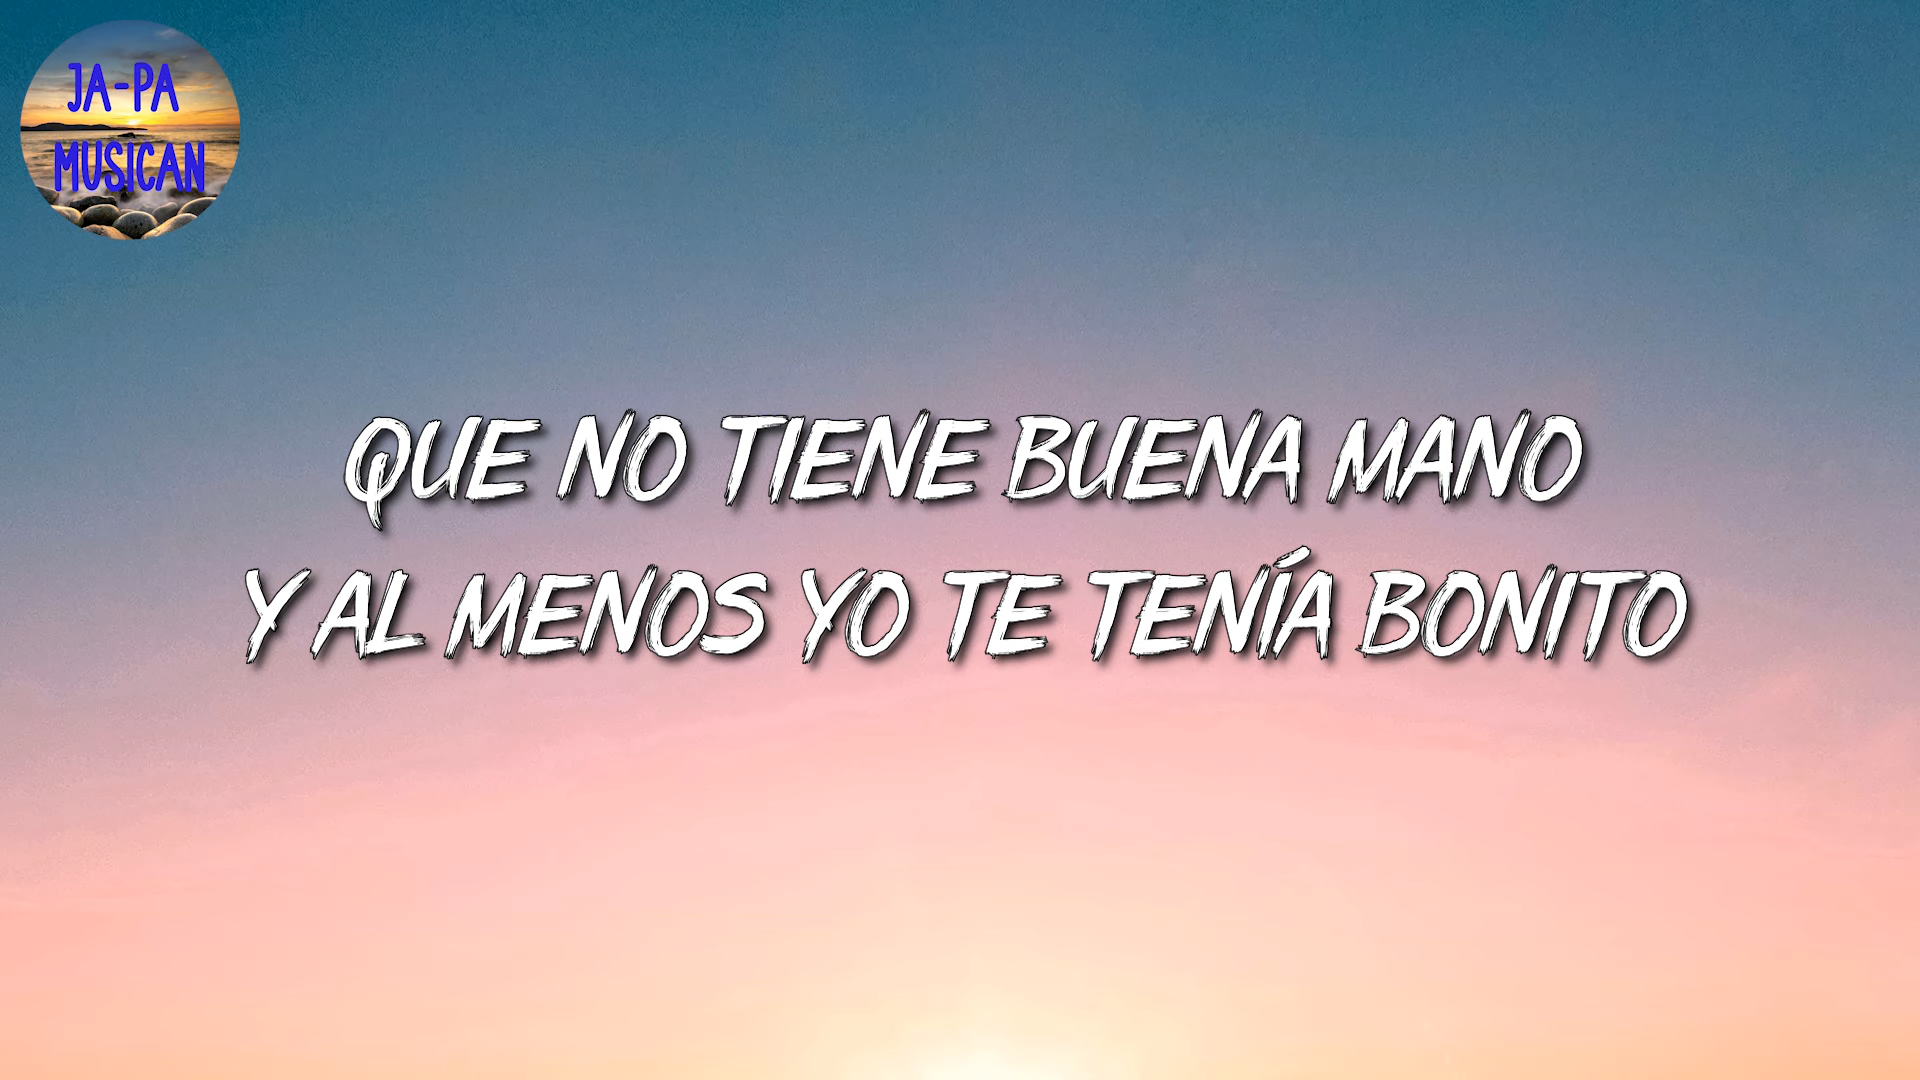 JA-PA
MUSICAN
QUE NO TIENE BUENA MANO
Y AL MENOS YO TE TENÍA BONITO